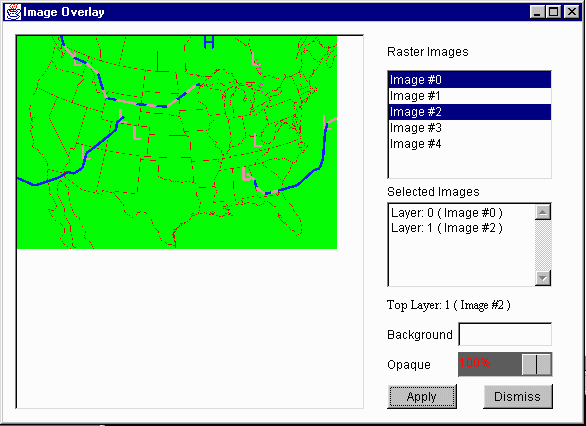 Image Overlay
H
L
L
L
L
L
L
L
Raster Images
Image #0
Image #1
Image #2
Image #3
Image #4
Selected Images
Layer: 0 ( Image #0 )
Layer: 1 ( Image #2 )
Top Layer: 1 ( Image #2 )
Background
Opaque 100%
Apply Dismiss